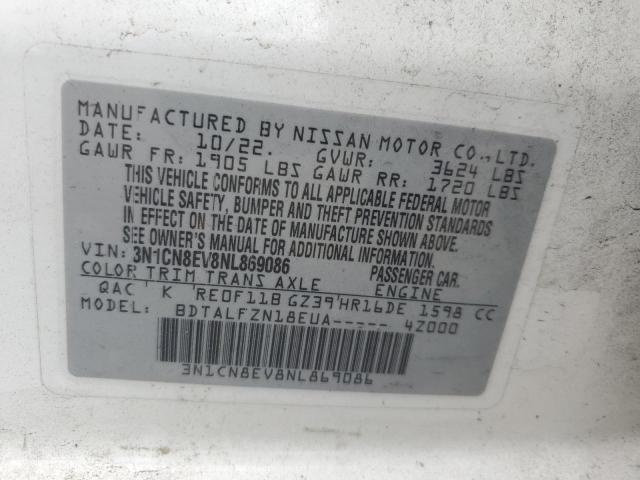 MANUFACTURED BY NISSAN MOTOR CO., LTD.
DATE: 10/22. GVWR: 3624 LBS
GAWR FR: 1905 LBS GAWR RR: 1720 LBS
THIS VEHICLE CONFORMS TO ALL APPLICABLE FEDERAL MOTOR
VEHICLE SAFETY, BUMPER AND THEFT PREVENTION STANDARDS
IN EFFECT ON THE DATE OF MANUFACTURE SHOWN ABOVE.
SEE OWNER'S MANUAL FOR ADDITIONAL INFORMATION.
VIN: 3N1CN8EV8NL869086 PASSENGER CAR.
COLOR TRIM TRANS AXLE ENGINE
QAC' K' RE0F11B GZ39'HR16DE 1598 CC
MODEL: BDTALFZN18EUA----- 4Z000
3N1CN8EV8NL869086